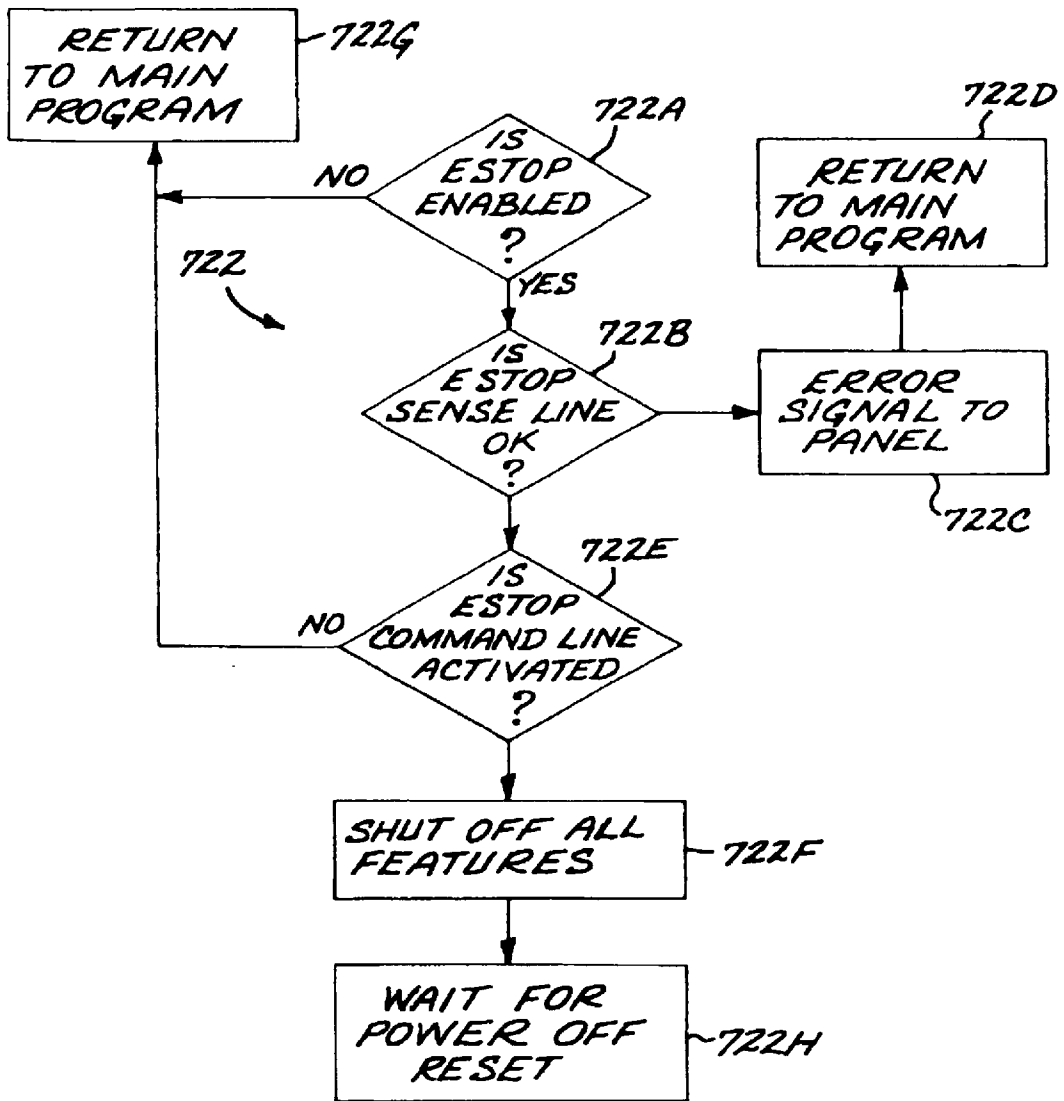 RETURN
TO MAIN
PROGRAM
722G
IS
ESTOP
ENABLED
?
722A
NO
YES
722
722D
RETURN
TO MAIN
PROGRAM
IS
ESTOP
SENSE LINE
OK
?
722B
ERROR
SIGNAL TO
PANEL
722C
IS
ESTOP
COMMAND LINE
ACTIVATED
?
722E
NO
SHUT OFF ALL
FEATURES
722F
WAIT FOR
POWER OFF
RESET
722H